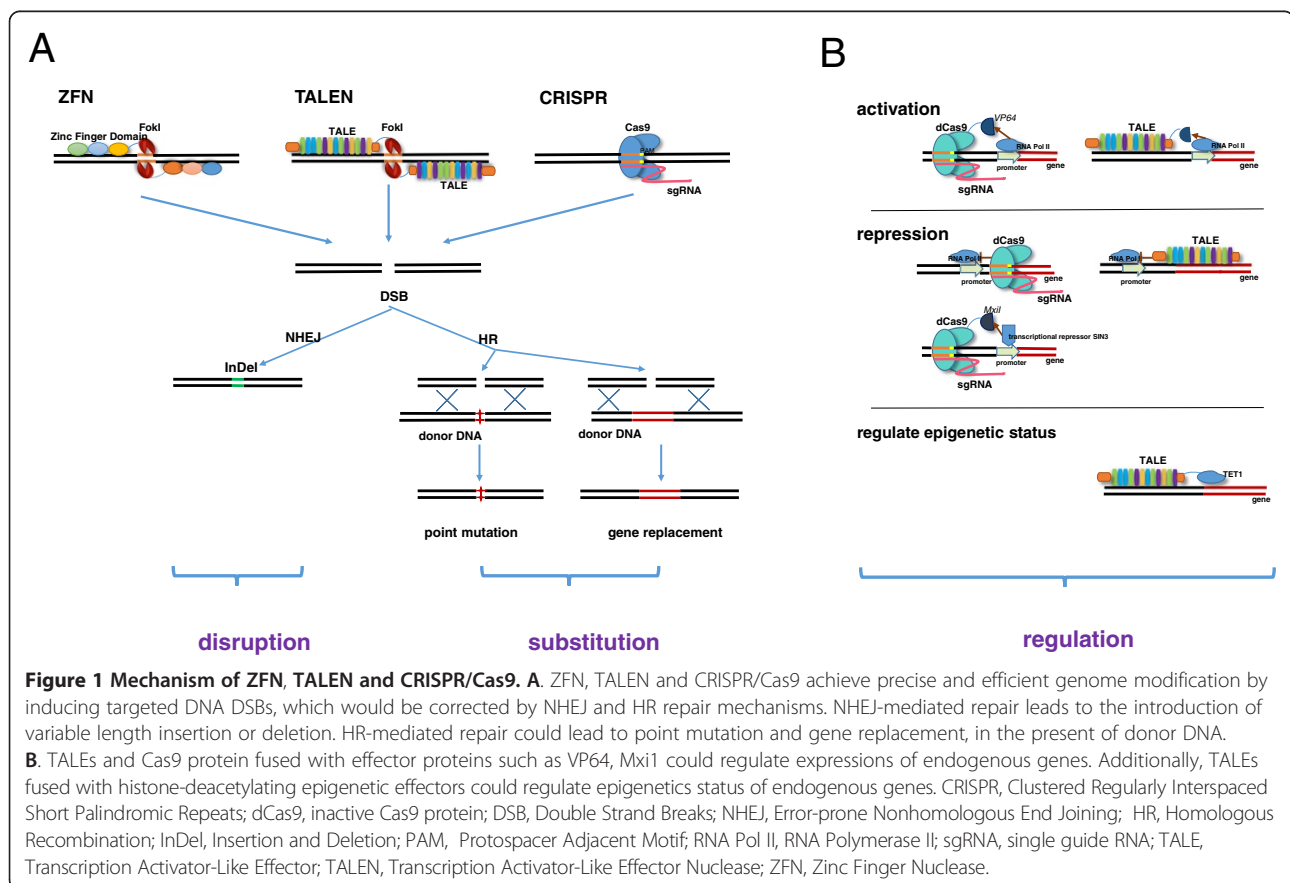 A
ZFN
TALEN
CRISPR
Zinc Finger Domain
FokI
TALE
FokI
TALE
Cas9
PAM
sgRNA
DSB
NHEJ
HR
InDel
donor DNA
donor DNA
point mutation
gene replacement
disruption
substitution
B
activation
dCas9
VP64
RNA Pol II
promoter
gene
sgRNA
TALE
RNA Pol II
promoter
gene
repression
RNA Pol II
dCas9
promoter
gene
sgRNA
TALE
RNA Pol II
promoter
gene
dCas9
MxiI
transcriptional repressor SIN3
promoter
gene
sgRNA
regulate epigenetic status
TALE
TET1
gene
regulation
Figure 1 Mechanism of ZFN, TALEN and CRISPR/Cas9. A. ZFN, TALEN and CRISPR/Cas9 achieve precise and efficient genome modification by
inducing targeted DNA DSBs, which would be corrected by NHEJ and HR repair mechanisms. NHEJ-mediated repair leads to the introduction of
variable length insertion or deletion. HR-mediated repair could lead to point mutation and gene replacement, in the present of donor DNA.
B. TALEs and Cas9 protein fused with effector proteins such as VP64, Mxi1 could regulate expressions of endogenous genes. Additionally, TALEs
fused with histone-deacetylating epigenetic effectors could regulate epigenetics status of endogenous genes. CRISPR, Clustered Regularly Interspaced
Short Palindromic Repeats; dCas9, inactive Cas9 protein; DSB, Double Strand Breaks; NHEJ, Error-prone Nonhomologous End Joining; HR, Homologous
Recombination; InDel, Insertion and Deletion; PAM, Protospacer Adjacent Motif; RNA Pol II, RNA Polymerase II; sgRNA, single guide RNA; TALE,
Transcription Activator-Like Effector; TALEN, Transcription Activator-Like Effector Nuclease; ZFN, Zinc Finger Nuclease.